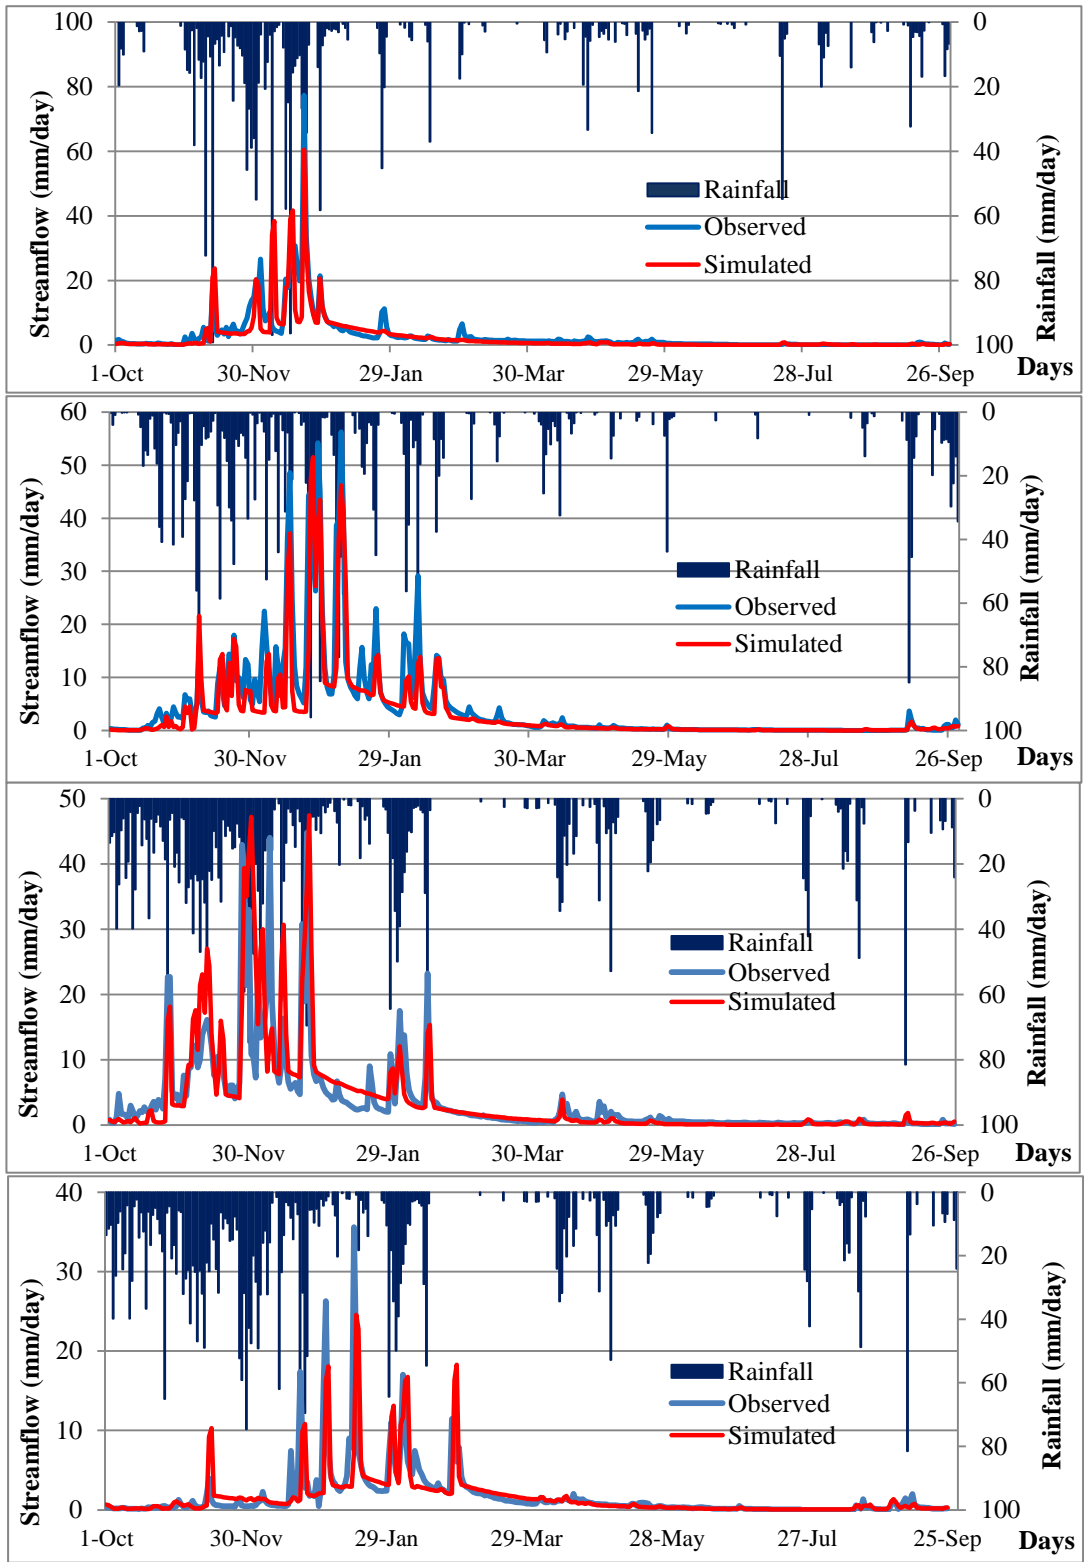 Streamflow (mm/day)
100
80
60
40
20
0
0
20
40
60
80
100
Rainfall (mm/day)
Rainfall
Observed
Simulated
1-Oct
30-Nov
29-Jan
30-Mar
29-May
28-Jul
26-Sep
Days
Streamflow (mm/day)
60
50
40
30
20
10
0
0
20
40
60
80
100
Rainfall (mm/day)
Rainfall
Observed
Simulated
1-Oct
30-Nov
29-Jan
30-Mar
29-May
28-Jul
26-Sep
Days
Streamflow (mm/day)
50
40
30
20
10
0
0
20
40
60
80
100
Rainfall (mm/day)
Rainfall
Observed
Simulated
1-Oct
30-Nov
29-Jan
30-Mar
29-May
28-Jul
26-Sep
Days
Streamflow (mm/day)
40
30
20
10
0
0
20
40
60
80
100
Rainfall (mm/day)
Rainfall
Observed
Simulated
1-Oct
30-Nov
29-Jan
29-Mar
28-May
27-Jul
25-Sep
Days